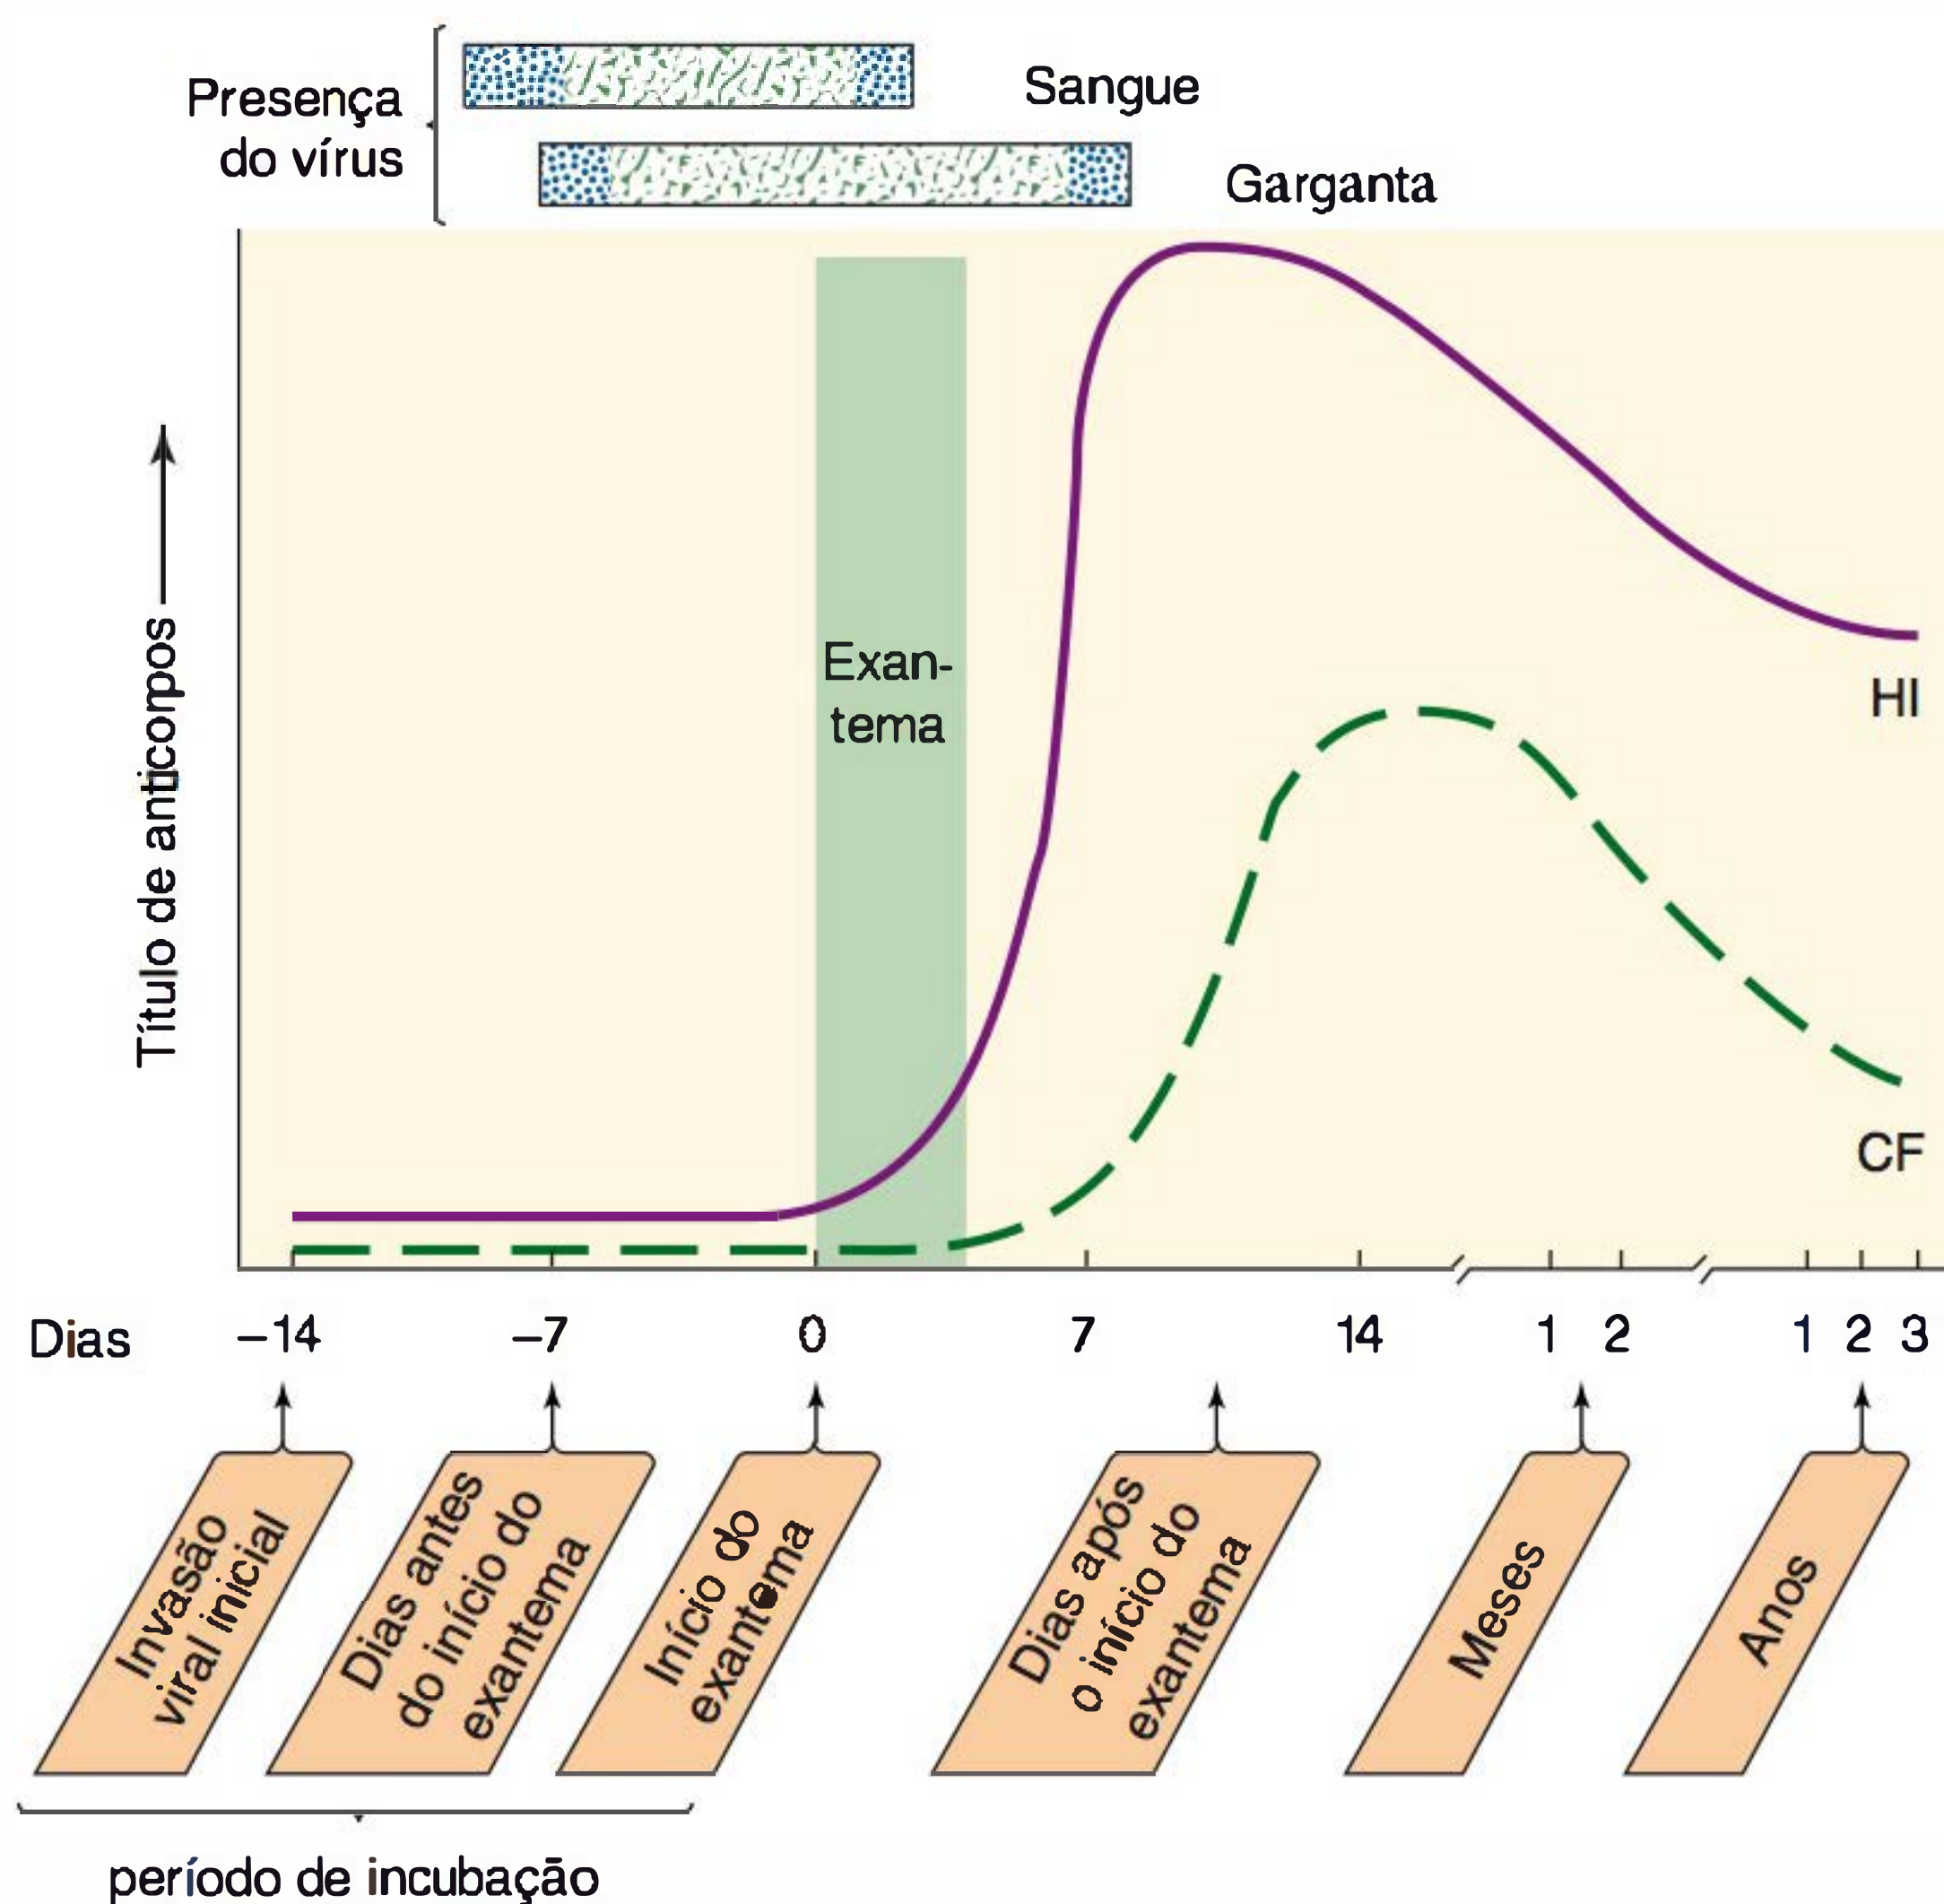 Presença
do vírus
Sangue
Garganta
Título de anticorpos
Exan-
tema
HI
CF
Dias
–14
–7
0
7
14
1
2
1
2
3
Invasão
viral inicial
Dias antes
do início do
exantema
Início do
exantema
Dias após
o início do
exantema
Meses
Anos
período de incubação